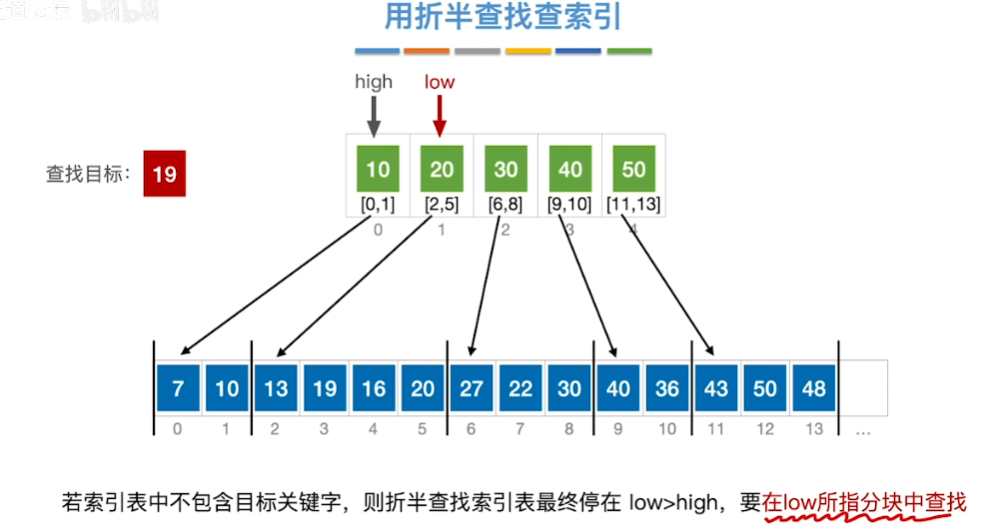 用折半查找查索引
high low
查找目标: 19
10 20 30 40 50
[0,1] [2,5] [6,8] [9,10] [11,13]
0 1 2 3 4
7 10 13 19 16 20 27 22 30 40 36 43 50 48
0 1 2 3 4 5 6 7 8 9 10 11 12 13 ...
若索引表中不包含目标关键字，则折半查找索引表最终停在 low>high，要在low所指分块中查找